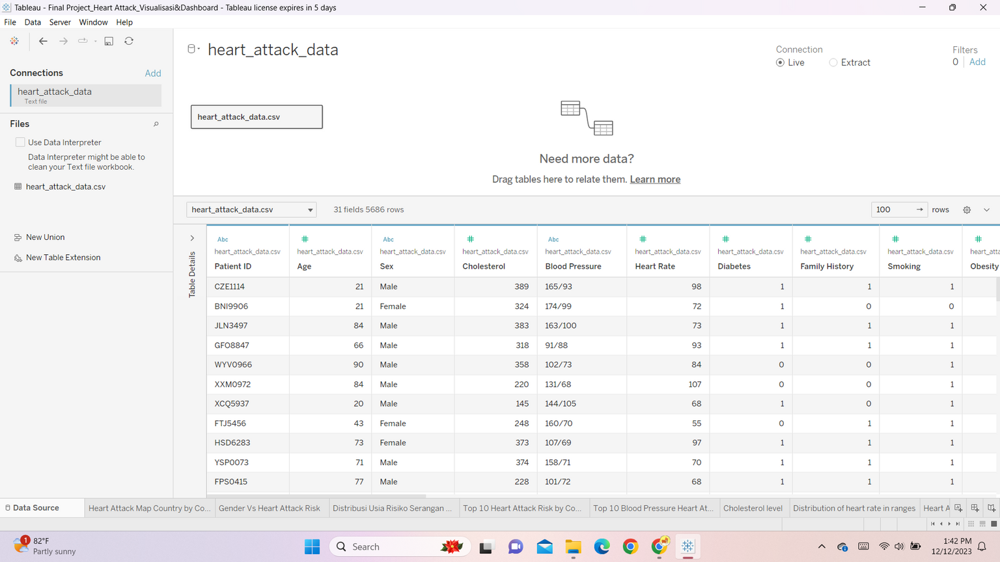 Tableau - Final Project_Heart Attack_Visualisasi&Dashboard - Tableau license expires in 5 days
File Data Server Window Help
heart_attack_data
Connection
Live Extract
Filters
0 Add
Connections Add
heart_attack_data
Text file
Files
Use Data Interpreter
Data Interpreter might be able to
clean your Text file workbook.
heart_attack_data.csv
New Union
New Table Extension
heart_attack_data.csv
Need more data?
Drag tables here to relate them. Learn more
heart_attack_data.csv 31 fields 5686 rows 100 → rows
Table Details
Abc # Abc # Abc # # # # #
heart_attack_data.csv heart_attack_data.csv heart_attack_data.csv heart_attack_data.csv heart_attack_data.csv heart_attack_data.csv heart_attack_data.csv heart_attack_data.csv heart_attack_data.csv heart_atta
Patient ID Age Sex Cholesterol Blood Pressure Heart Rate Diabetes Family History Smoking Obesity
CZE1114 21 Male 389 165/93 98 1 1 1
BNI9906 21 Female 324 174/99 72 1 0 0
JLN3497 84 Male 383 163/100 73 1 1 1
GFO8847 66 Male 318 91/88 93 1 1 1
WYV0966 90 Male 358 102/73 84 0 0 1
XXM0972 84 Male 220 131/68 107 0 0 1
XCQ5937 20 Male 145 144/105 68 1 0 1
FTJ5456 43 Female 248 160/70 55 0 1 1
HSD6283 73 Female 373 107/69 97 1 1 1
YSP0073 71 Male 374 158/71 70 1 1 1
FPS0415 77 Male 228 101/72 68 1 1 1
Data Source Heart Attack Map Country by Co... Gender Vs Heart Attack Risk Distribusi Usia Risiko Serangan ... Top 10 Heart Attack Risk by Co... Top 10 Blood Pressure Heart At... Cholesterol level Distribution of heart rate in ranges Heart A
1
82°F
Partly sunny
Search
1:42 PM
12/12/2023